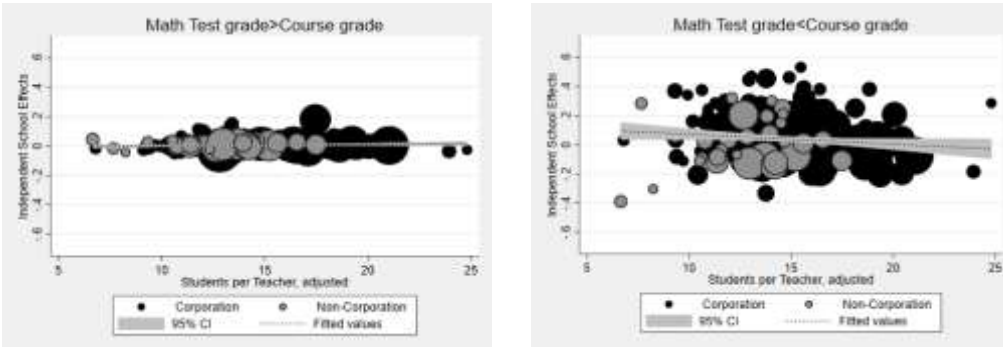 Math Test grade>Course grade
Independent School Effects
.6
.4
.2
0
-.2
-.4
-.6
5
10
15
20
25
Students per Teacher, adjusted
Corporation
Non-Corporation
95% CI
Fitted values
Math Test grade<Course grade
Independent School Effects
.6
.4
.2
0
-.2
-.4
-.6
5
10
15
20
25
Students per Teacher, adjusted
Corporation
Non-Corporation
95% CI
Fitted values